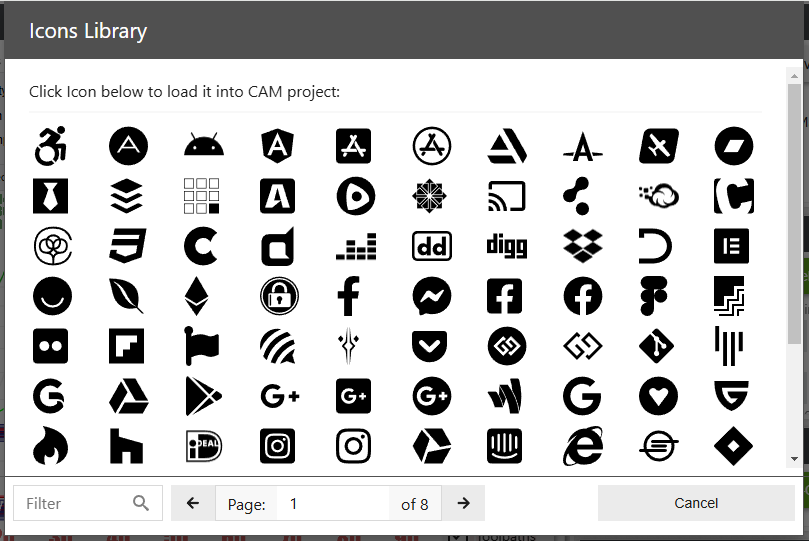 Icons Library
Click Icon below to load it into CAM project:
dd
digg
iDEAL
Filter
Page:
1
of 8
Cancel
Toolpaths